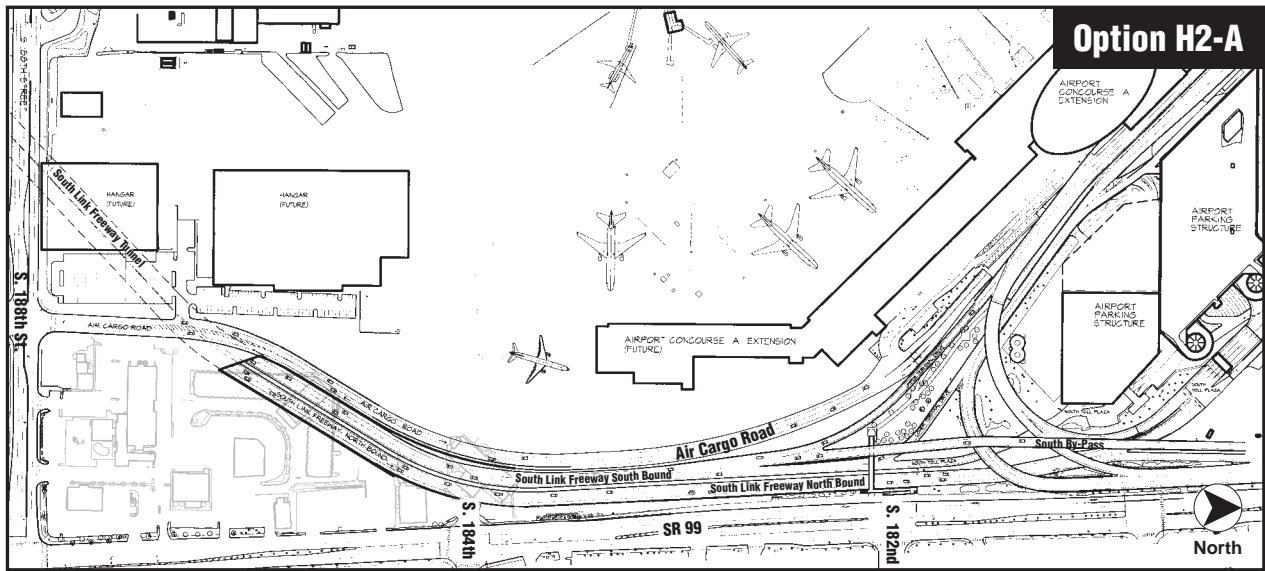 Option H2-A
AIRPORT
CONCOURSE A
EXTENSION
HANGAR
(FUTURE)
South Link Freeway Tunnel
HANGAR
(FUTURE)
AIRPORT
PARKING
STRUCTURE
S. 188th St.
AIR CARGO ROAD
AIRPORT CONCOURSE A EXTENSION
(FUTURE)
AIRPORT
PARKING
STRUCTURE
SOUTH
TOLL PLAZA
SOUTH TOLL PLAZA
AIR CARGO ROAD
SOUTH LINK FREEWAY NORTH BOUND
Air Cargo Road
South By-Pass
SOUTH TOLL PLAZA
South Link Freeway South Bound
South Link Freeway North Bound
S. 184th
SR 99
S. 182nd
North